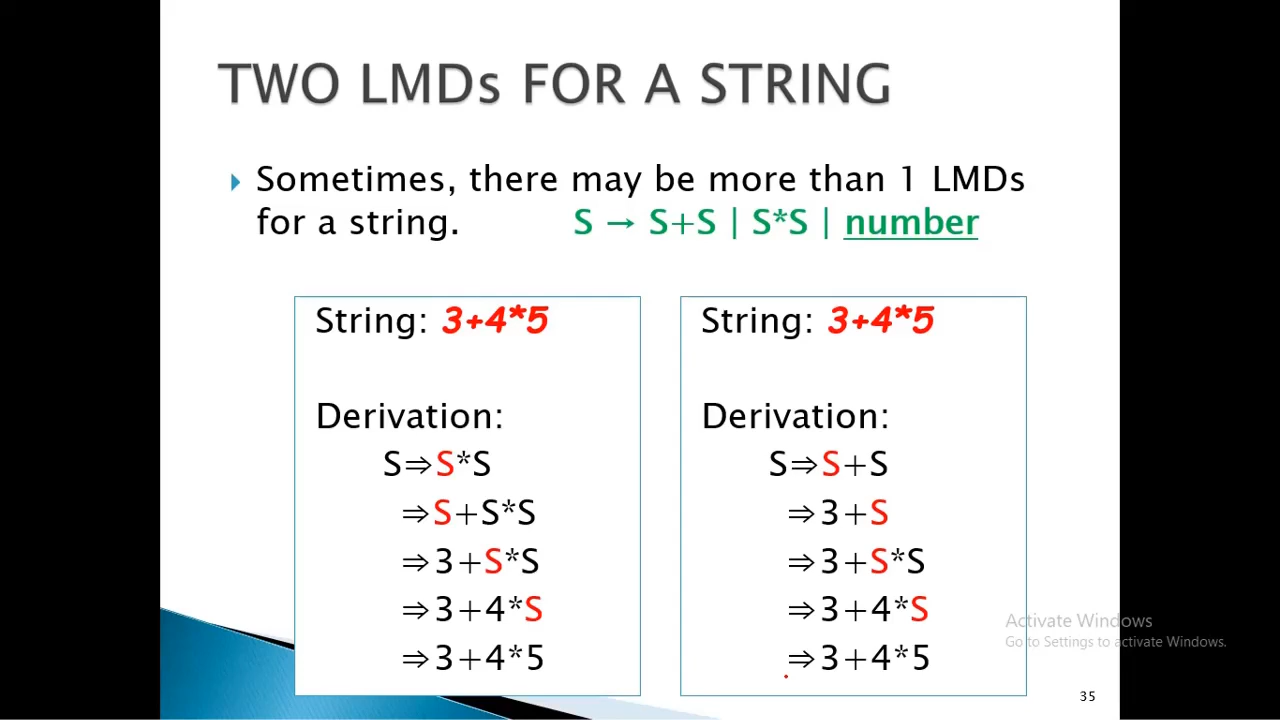 TWO LMDs FOR A STRING
Sometimes, there may be more than 1 LMDs
for a string. S → S+S | S*S | number
String: 3+4*5
Derivation:
S⇒S*S
⇒S+S*S
⇒3+S*S
⇒3+4*S
⇒3+4*5
String: 3+4*5
Derivation:
S⇒S+S
⇒3+S
⇒3+S*S
⇒3+4*S
⇒3+4*5
Activate Windows
Go to Settings to activate Windows.
35